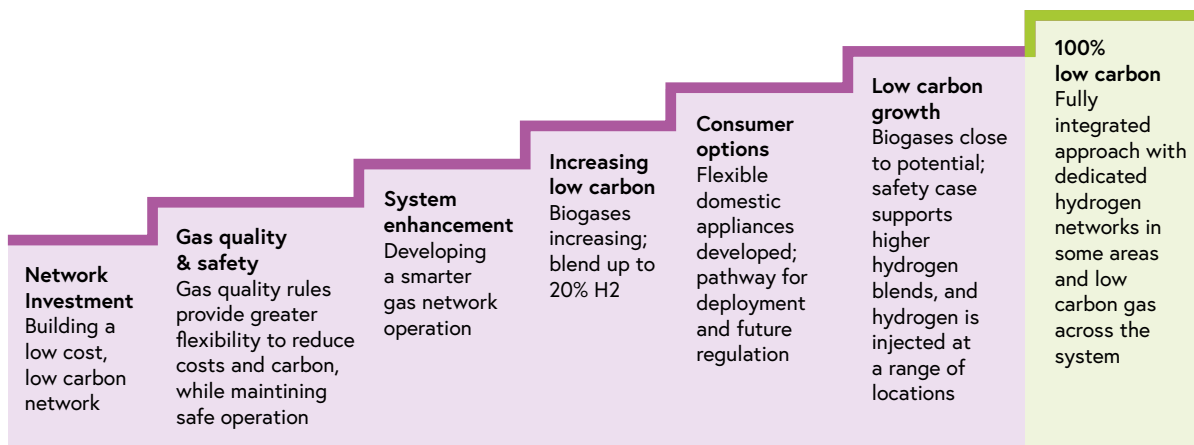 Network
Investment
Building a
low cost,
low carbon
network
Gas quality
& safety
Gas quality rules
provide greater
flexibility to reduce
costs and carbon,
while maintining
safe operation
System
enhancement
Developing
a smarter
gas network
operation
Increasing
low carbon
Biogases
increasing;
blend up to
20% H2
Consumer
options
Flexible
domestic
appliances
developed;
pathway for
deployment
and future
regulation
Low carbon
growth
Biogases close
to potential;
safety case
supports
higher
hydrogen
blends, and
hydrogen is
injected at
a range of
locations
100%
low carbon
Fully
integrated
approach with
dedicated
hydrogen
networks in
some areas
and low
carbon gas
across the
system